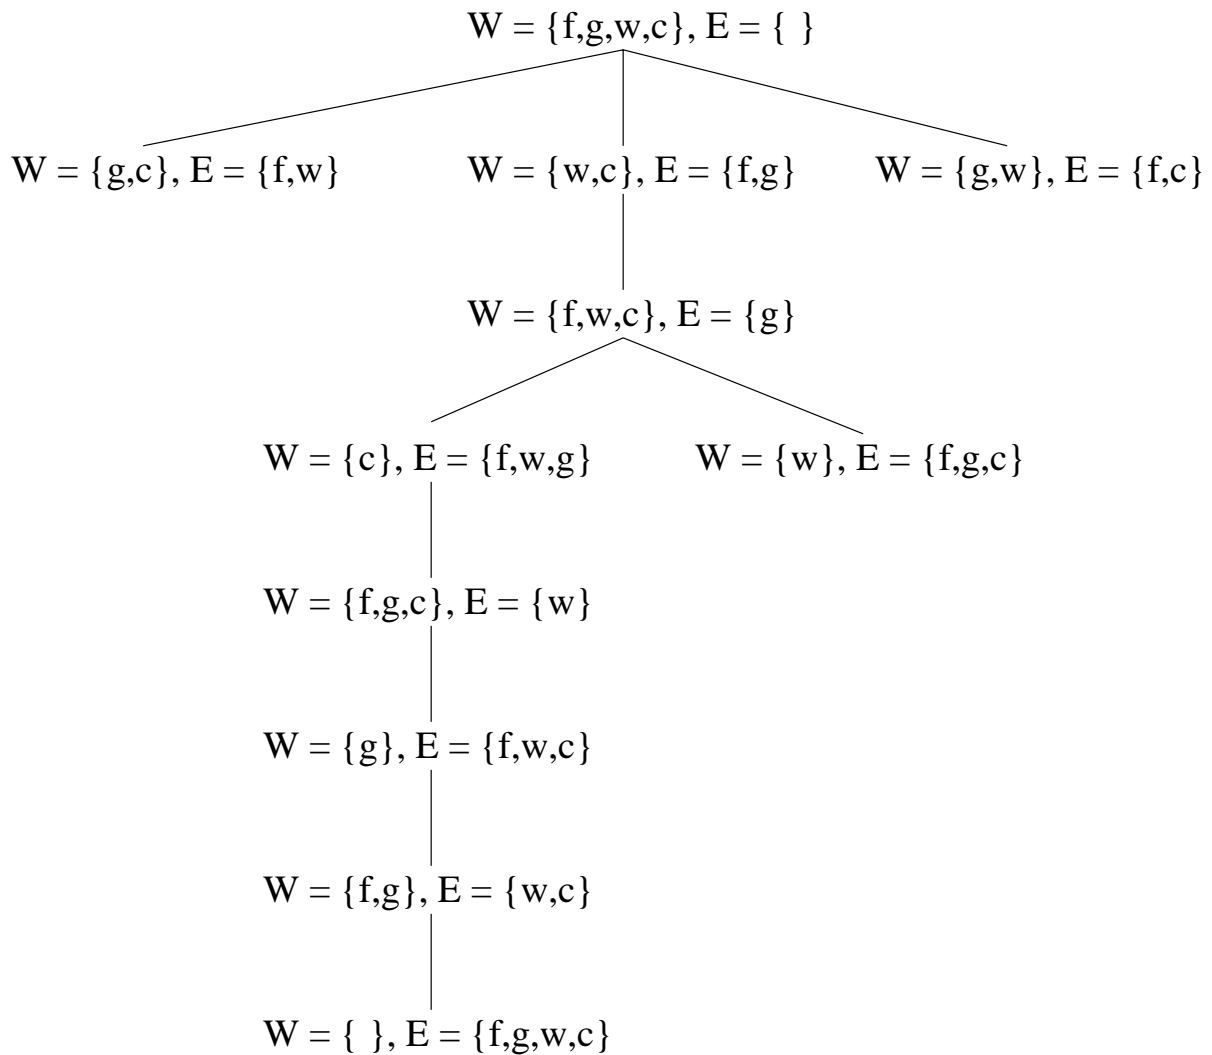 W = {f,g,w,c}, E = { }
W = {g,c}, E = {f,w}
W = {w,c}, E = {f,g}
W = {g,w}, E = {f,c}
W = {f,w,c}, E = {g}
W = {c}, E = {f,w,g}
W = {w}, E = {f,g,c}
W = {f,g,c}, E = {w}
W = {g}, E = {f,w,c}
W = {f,g}, E = {w,c}
W = { }, E = {f,g,w,c}